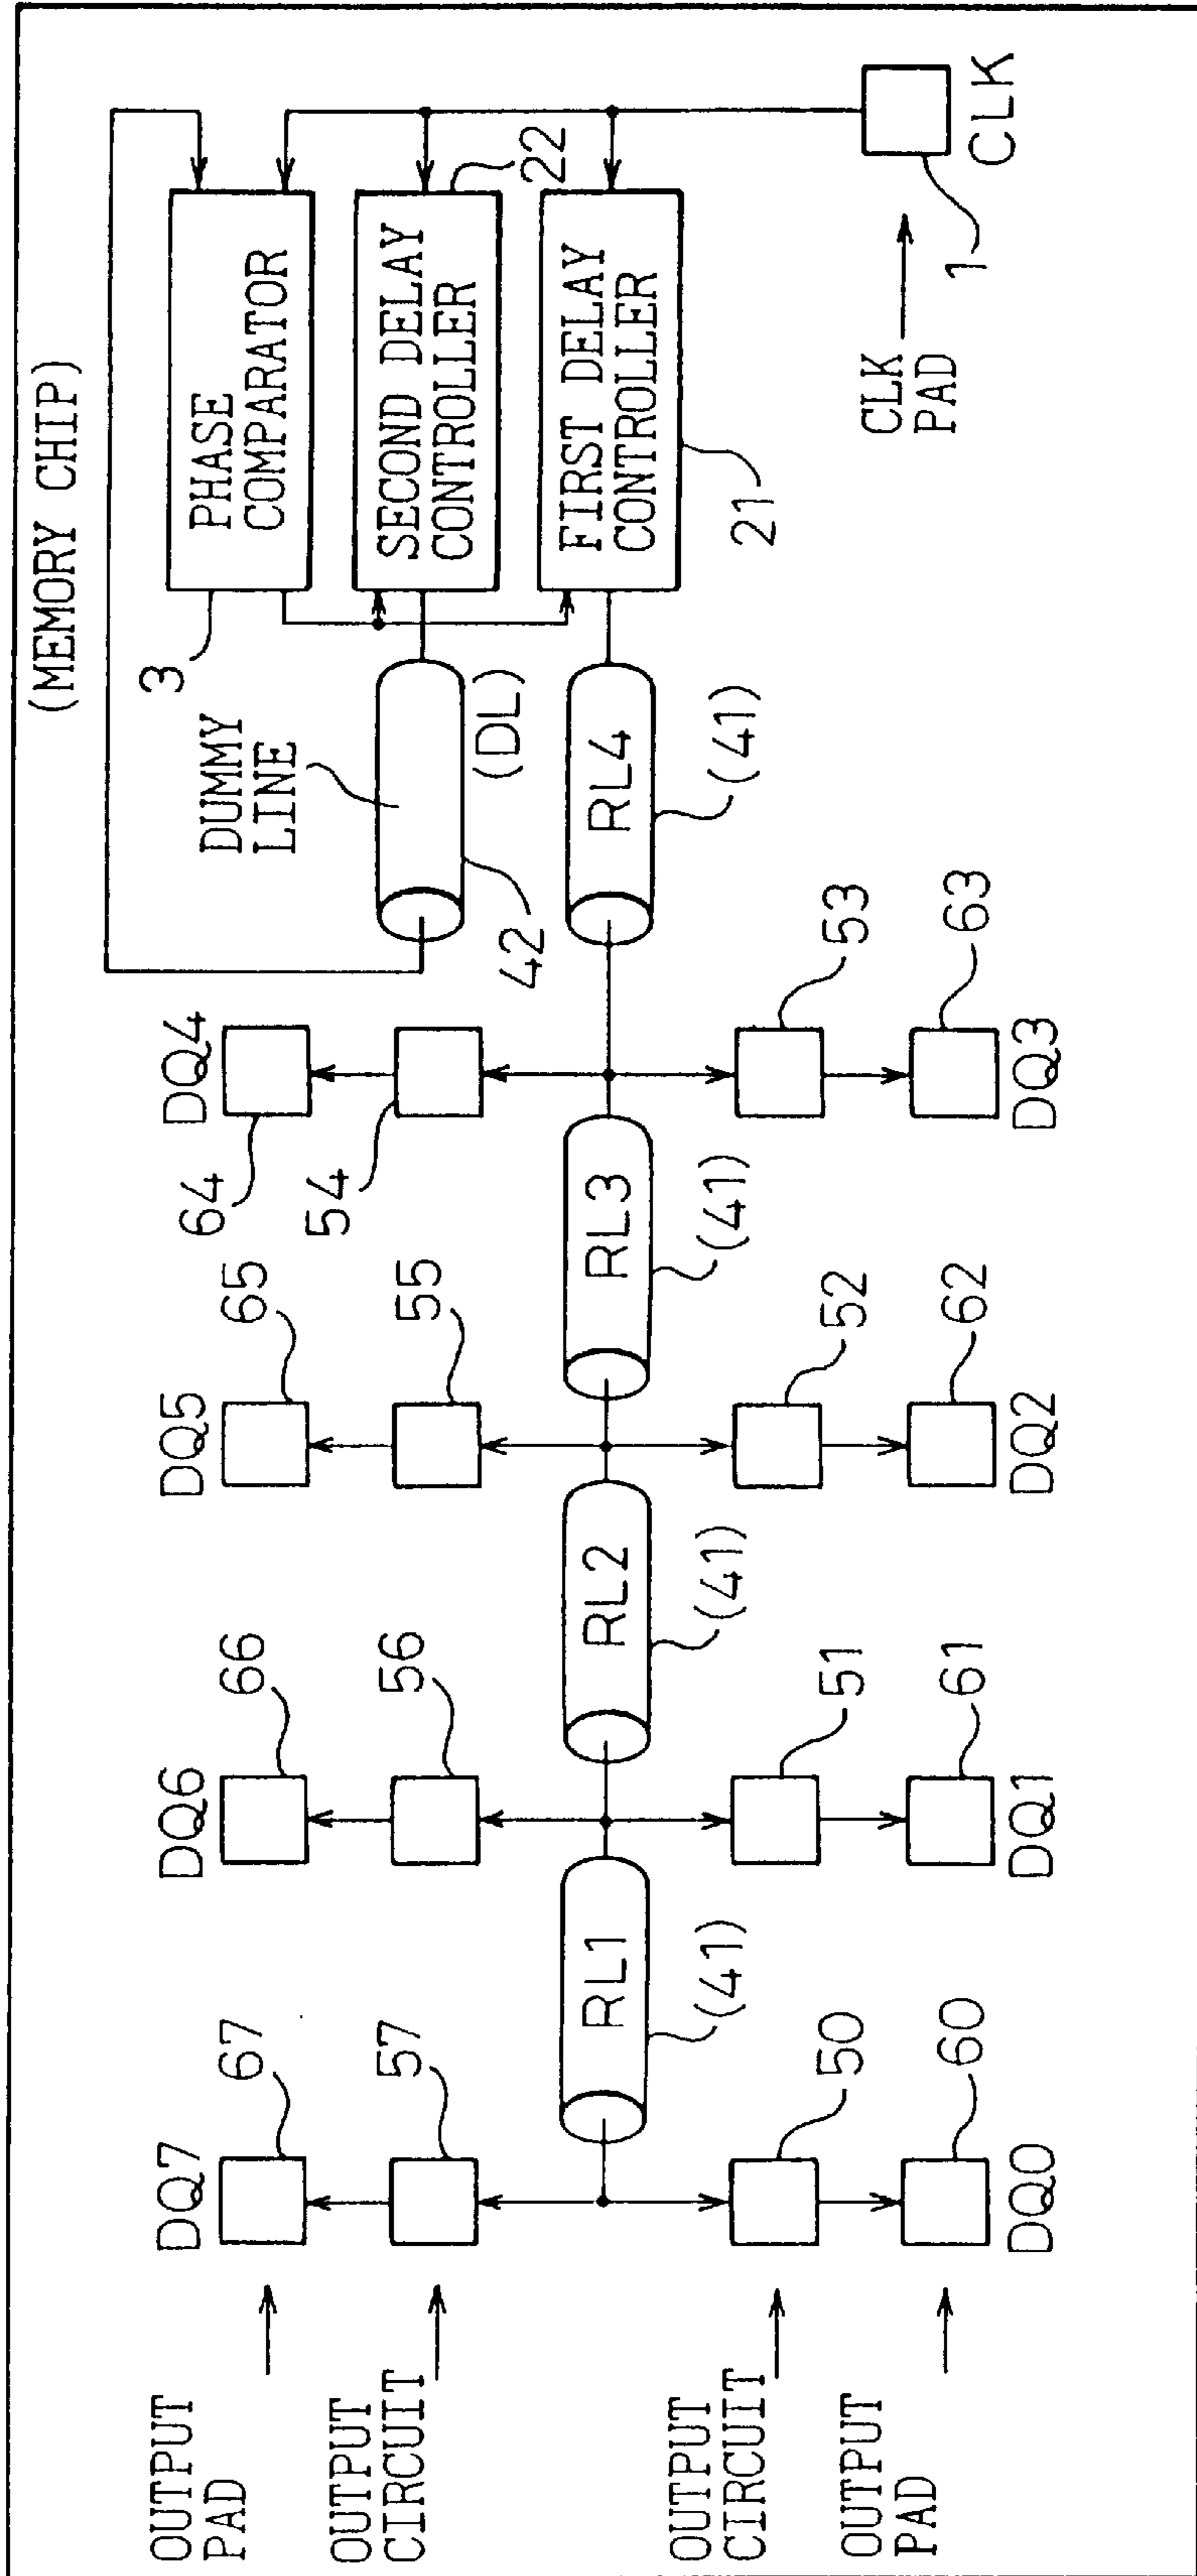 (MEMORY CHIP)
OUTPUT
PAD
DQ7
67
DQ6
66
DQ5
65
DQ4
64
DUMMY
LINE
3
PHASE
COMPARATOR
OUTPUT
CIRCUIT
57
56
55
54
42
(DL)
SECOND DELAY
CONTROLLER
22
RL1
(41)
RL2
(41)
RL3
(41)
RL4
(41)
FIRST DELAY
CONTROLLER
21
OUTPUT
CIRCUIT
50
51
52
53
OUTPUT
PAD
60
DQ0
61
DQ1
62
DQ2
63
DQ3
CLK
PAD
1
CLK